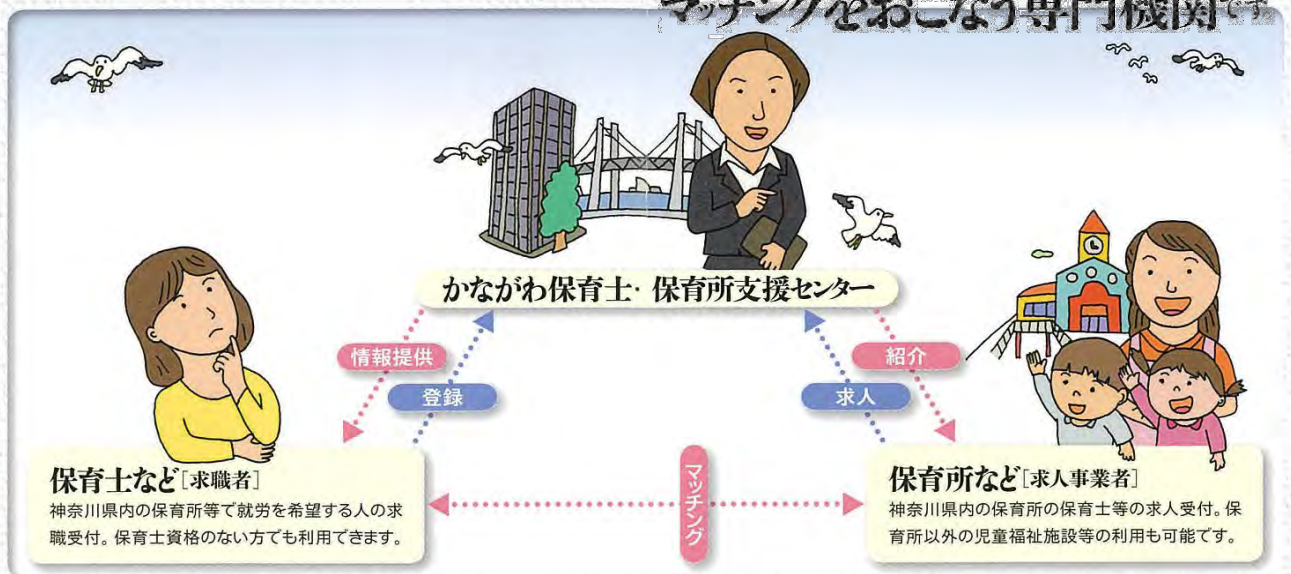 マッチングをおこなう専門機関です
かながわ保育士・保育所支援センター
情報提供
登録
紹介
求人
マッチング
保育士など[求職者]
神奈川県内の保育所等で就労を希望する人の求
職受付。保育士資格のない方でも利用できます。
保育所など[求人事業者]
神奈川県内の保育所の保育士等の求人受付。保
育所以外の児童福祉施設等の利用も可能です。